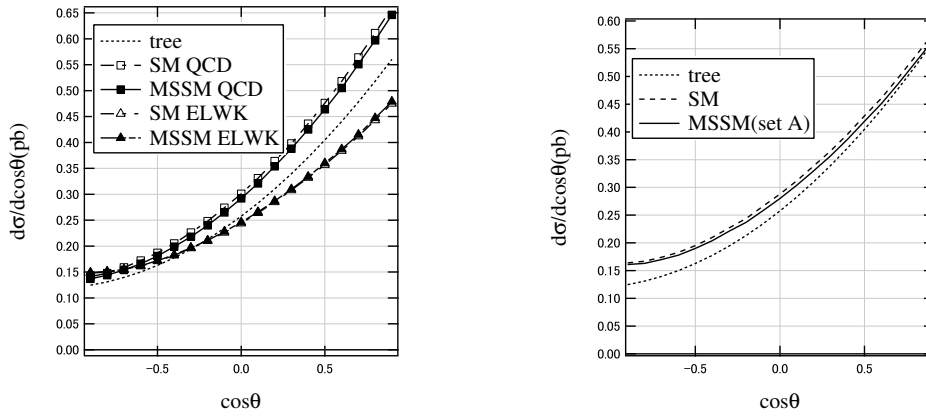 0.65
0.60
0.55
0.50
0.45
0.40
0.35
0.30
0.25
0.20
0.15
0.10
0.05
0.00
dσ/dcosθ(pb)
tree
SM QCD
MSSM QCD
SM ELWK
MSSM ELWK
−0.5
0.0
0.5
cosθ
0.55
0.50
0.45
0.40
0.35
0.30
0.25
0.20
0.15
0.10
0.05
0.00
dσ/dcosθ(pb)
tree
SM
MSSM(set A)
−0.5
0.0
0.5
cosθ